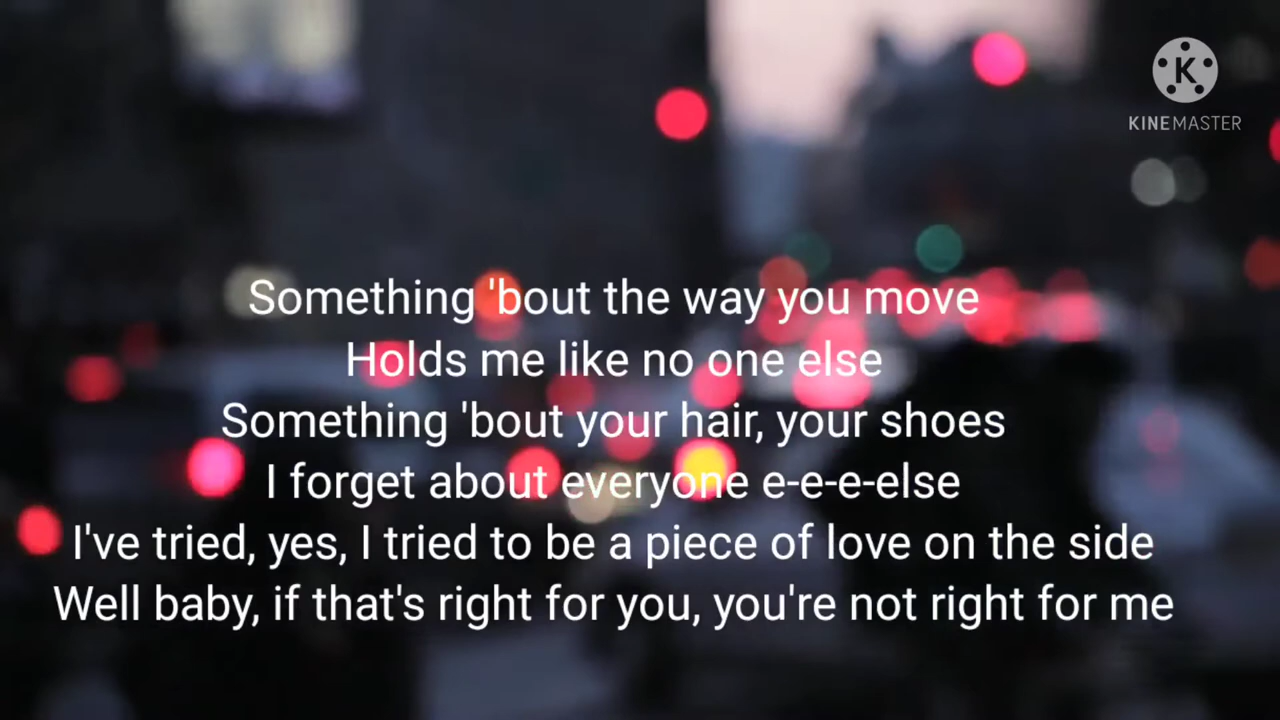 KINEMASTER
Something 'bout the way you move
Holds me like no one else
Something 'bout your hair, your shoes
I forget about everyone e-e-e-else
I've tried, yes, I tried to be a piece of love on the side
Well baby, if that's right for you, you're not right for me